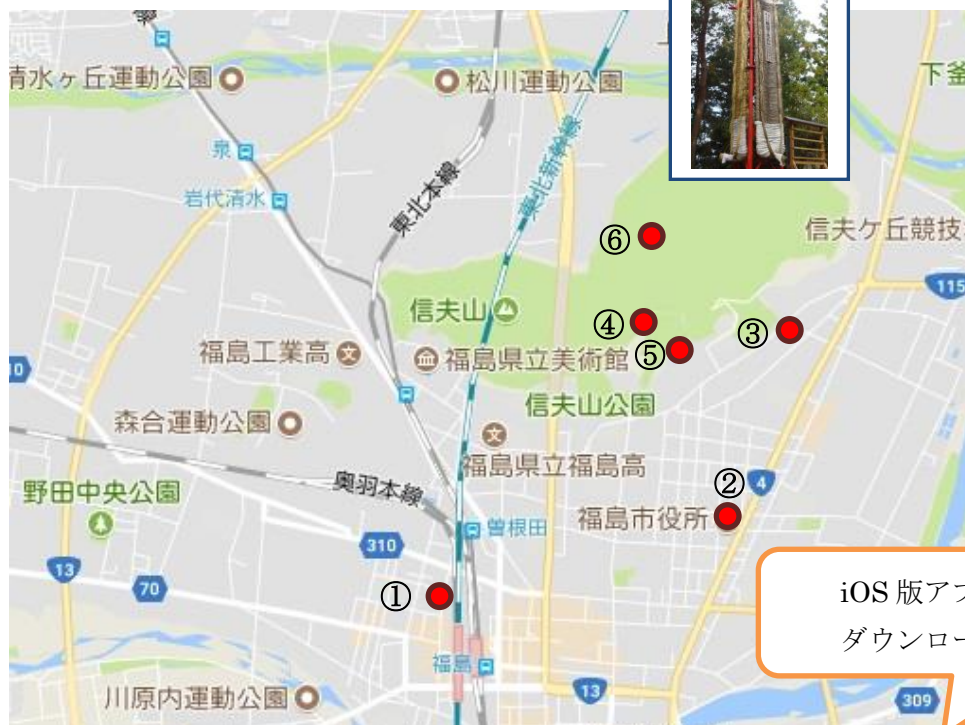 清水ヶ丘運動公園
松川運動公園
下釜
泉
岩代清水
東北本線
東北新幹線
信夫ケ丘競技
⑥
115
信夫山
④
③
⑤
福島工業高
文
福島県立美術館
10
信夫山公園
森合運動公園
文
福島県立福島高
奥羽本線
②
4
野田中央公園
福島市役所
曽根田
310
13
70
①
iOS 版アプ
ダウンロー
福島
川原内運動公園
13
309